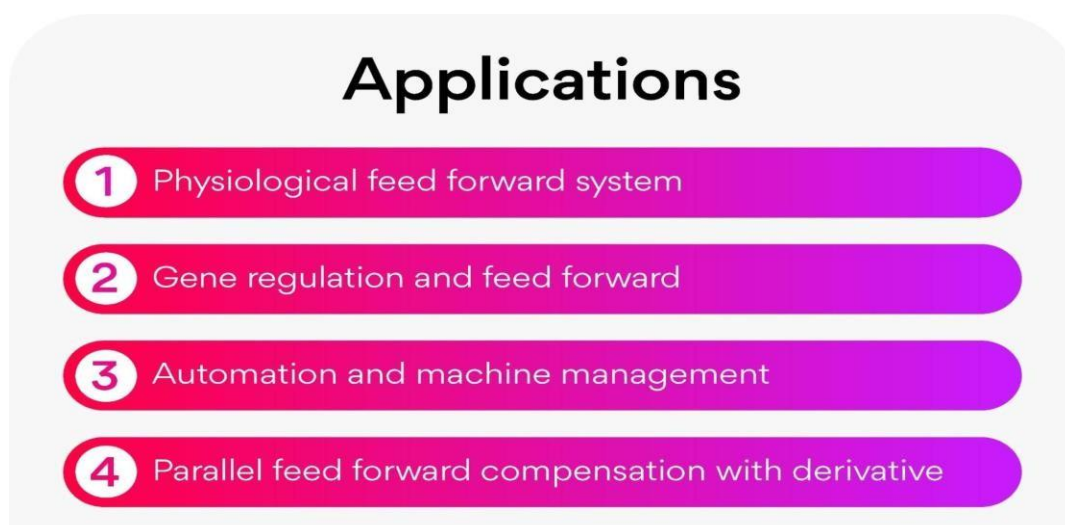 Applications
1 Physiological feed forward system
2 Gene regulation and feed forward
3 Automation and machine management
4 Parallel feed forward compensation with derivative